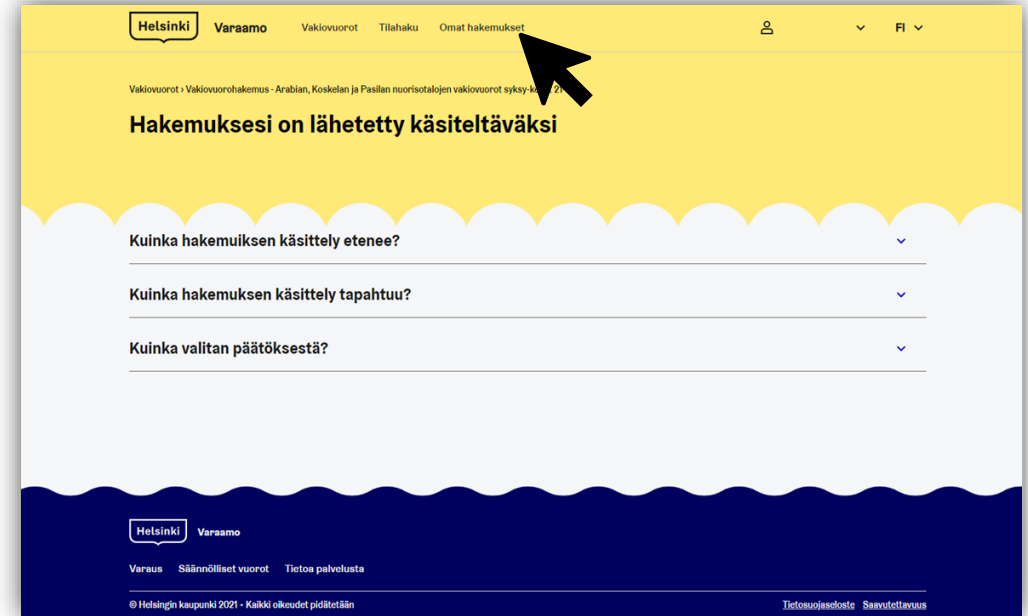 Helsinki Varaamo Vakiovuorot Tilahaku Omat hakemukset FI
Vakiovuorot › Vakiovuorohakemus - Arabian, Koskelan ja Pasilan nuorisotalojen vakiovuorot 21
Hakemuksesi on lähetetty käsiteltäväksi
Kuinka hakemuiksen käsittely etenee?
Kuinka hakemuksen käsittely tapahtuu?
Kuinka valitan päätöksestä?
Helsinki Varaamo
Varaus Säännölliset vuorot Tietoa palvelusta
© Helsingin kaupunki 2021 - Kaikki oikeudet pidätetään Tietosuojaseloste Saavutettavuus